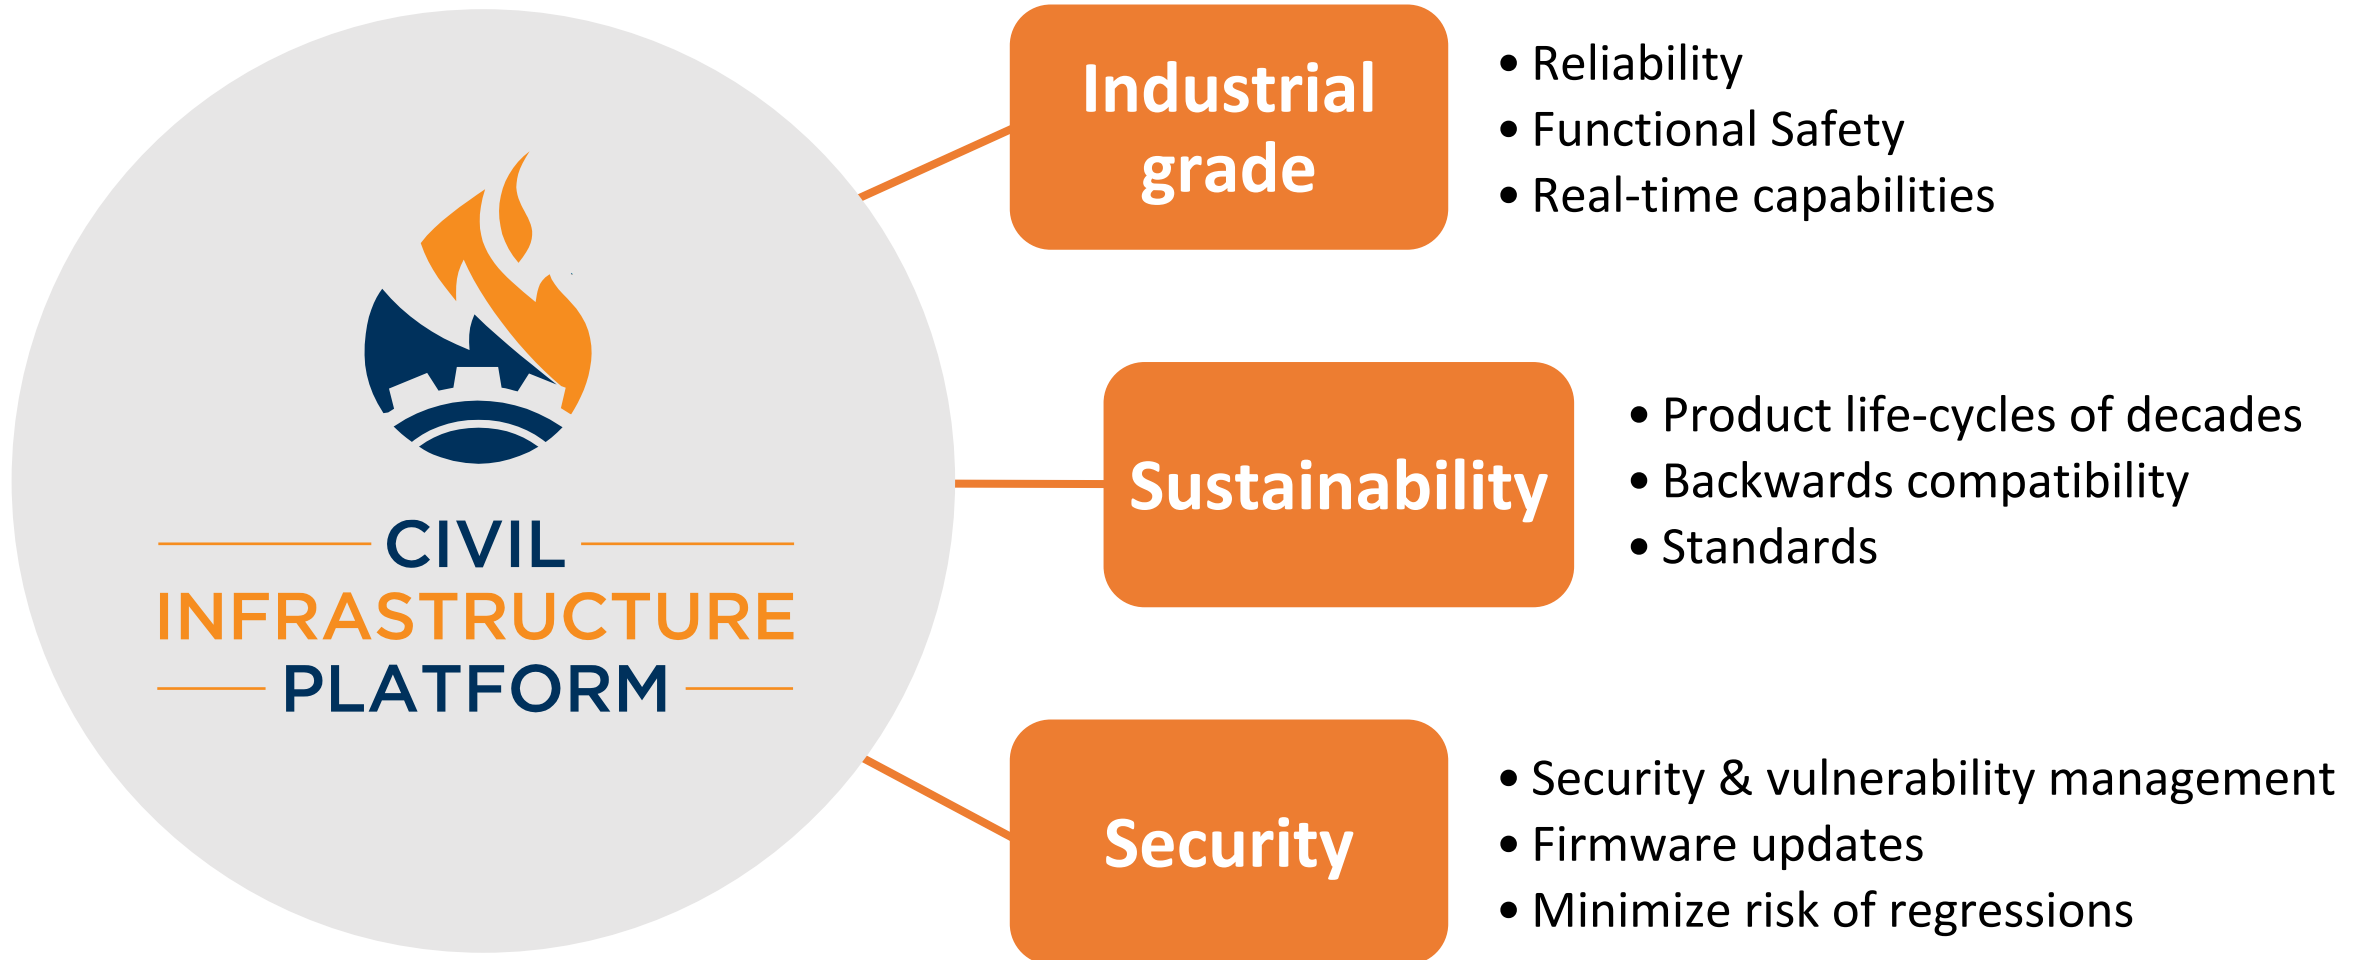 CIVIL
INFRASTRUCTURE
PLATFORM
Industrial
grade
• Reliability
• Functional Safety
• Real-time capabilities
Sustainability
• Product life-cycles of decades
• Backwards compatibility
• Standards
Security
• Security & vulnerability management
• Firmware updates
• Minimize risk of regressions